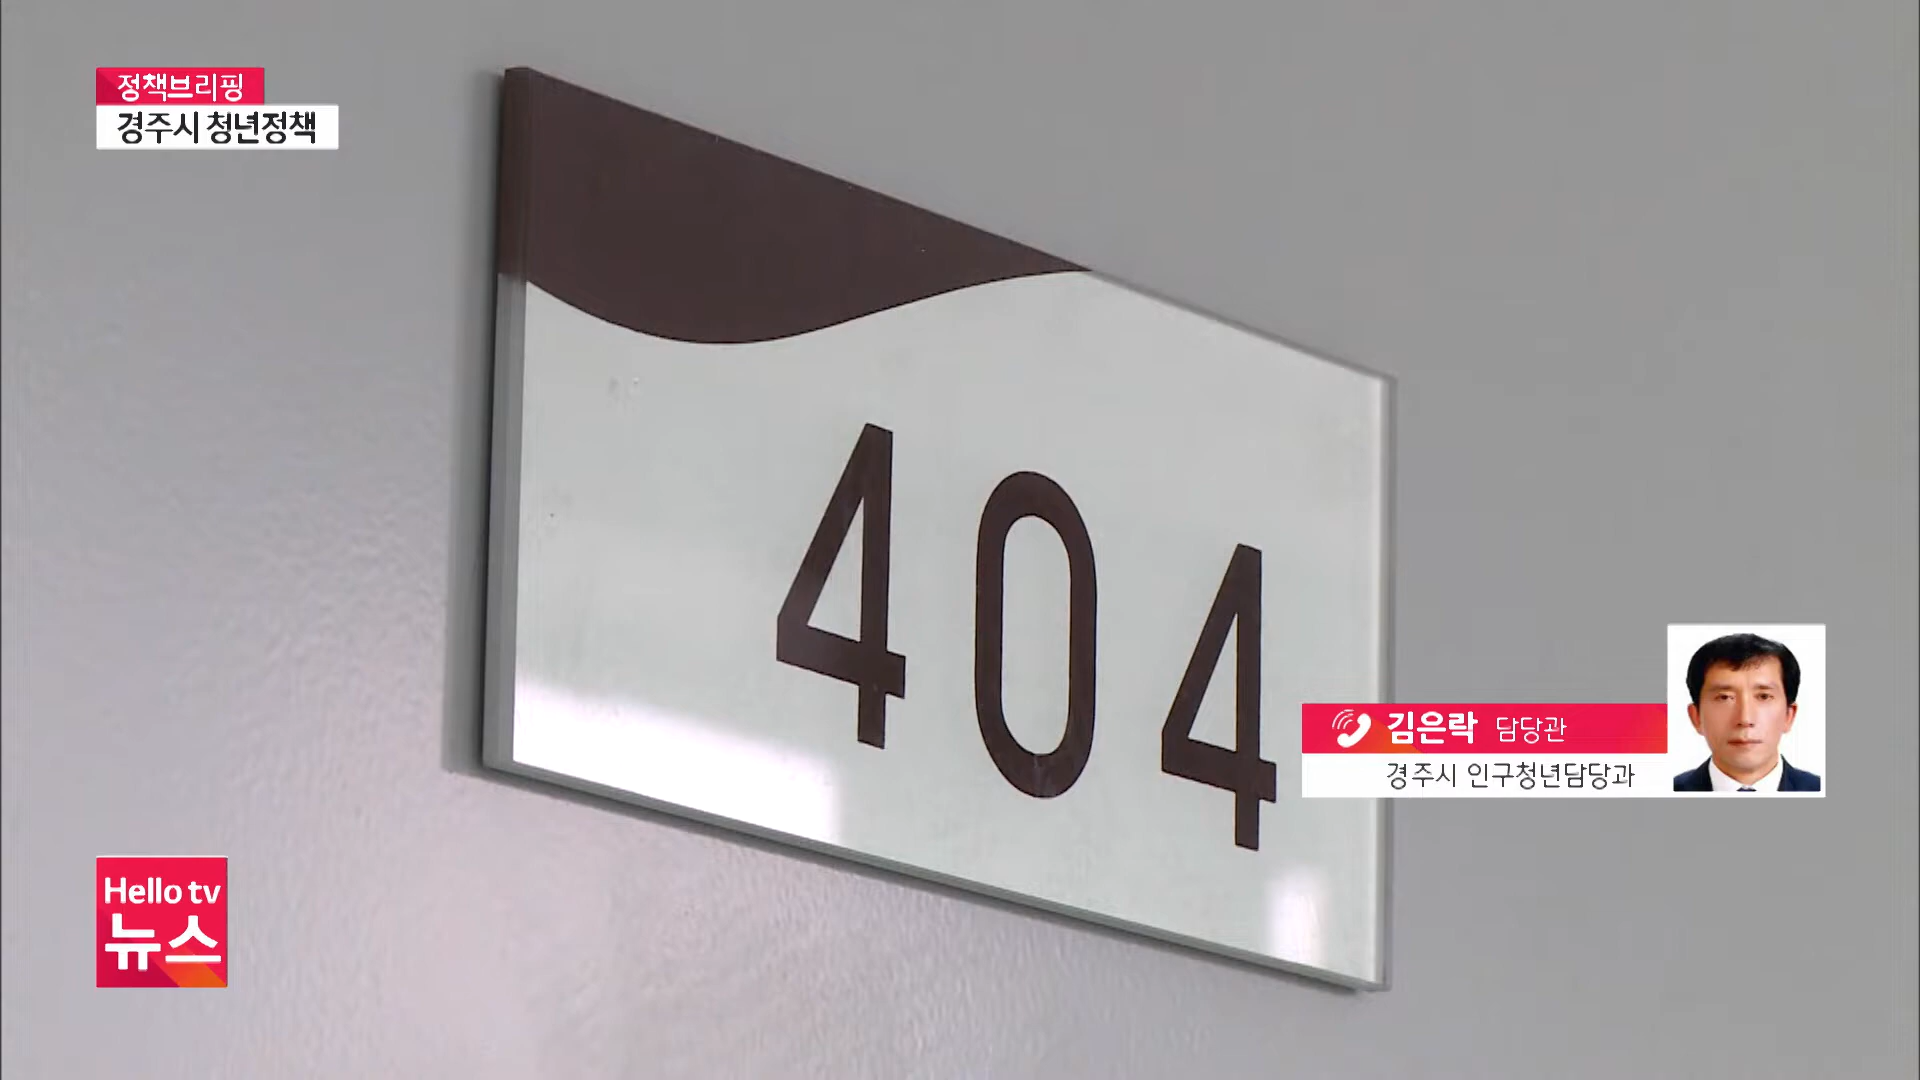 정책브리핑
경주시 청년정책
404
김은락 담당관
경주시 인구청년담당과
Hello tv
뉴스